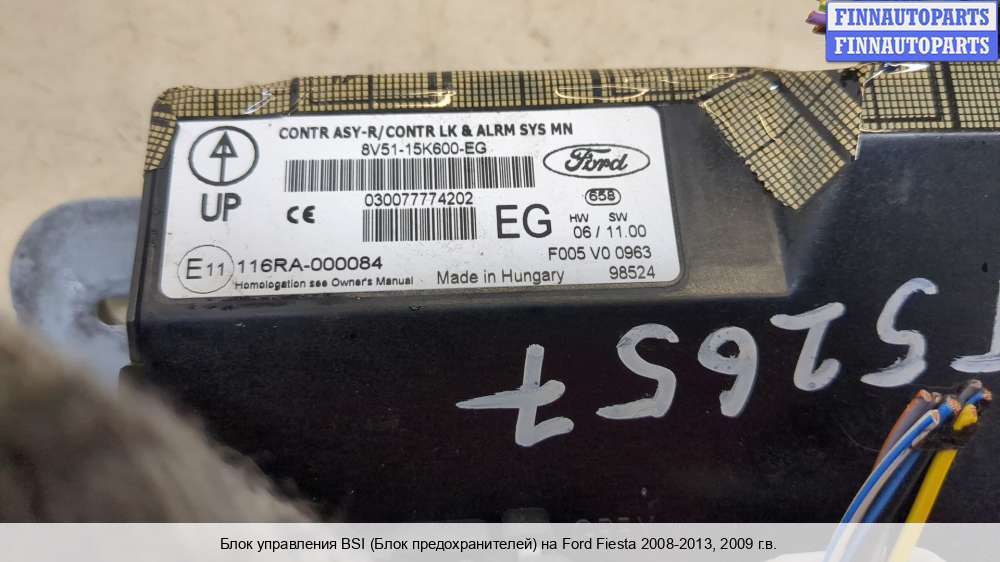 FINNAUTOPARTS
FINNAUTOPARTS
CONTR ASY-R/CONTR LK & ALRM SYS MN
8V51-15K600-EG
Ford
UP
CE
030077774202
EG
658
HW SW
06 / 11.00
F005 V0 0963
98524
E11 116RA-000084
Homologation see Owner's Manual
Made in Hungary
52657
Блок управления BSI (Блок предохранителей) на Ford Fiesta 2008-2013, 2009 г.в.